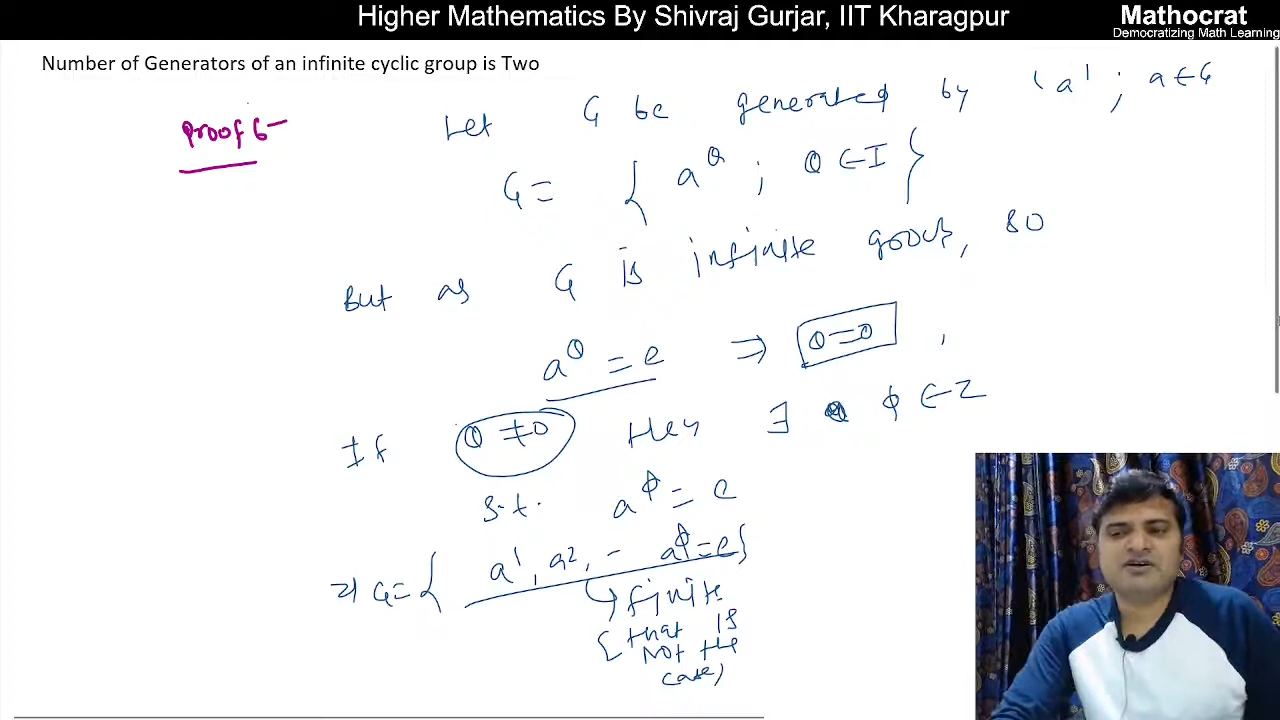 Higher Mathematics By Shivraj Gurjar, IIT Kharagpur
Mathocrat
Democratizing Math Learning
Number of Generators of an infinite cyclic group is Two
Proof:-
Let G be generated by 'a'; a ∈ G
G = { a^θ ; θ ∈ I }
But as G is infinite group, so
a^θ = e ⇒ θ=0 ,
If θ ≠0 then ∃ ϕ ∈ Z
s.t. a^ϕ = e
⇒ G = { a^1, a^2, - a^ϕ = e }
↳ finite
{ that is
not the
case)